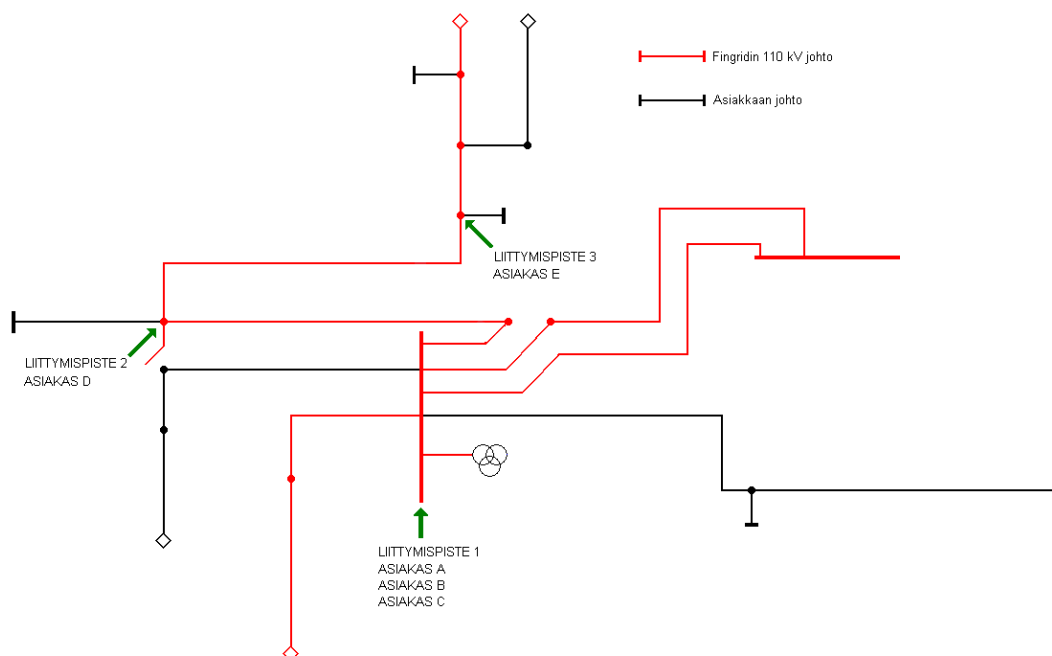 Fingridin 110 kV johto
Asiakkaan johto
LIITTYMISPISTE 3
ASIAKAS E
LIITTYMISPISTE 2
ASIAKAS D
LIITTYMISPISTE 1
ASIAKAS A
ASIAKAS B
ASIAKAS C